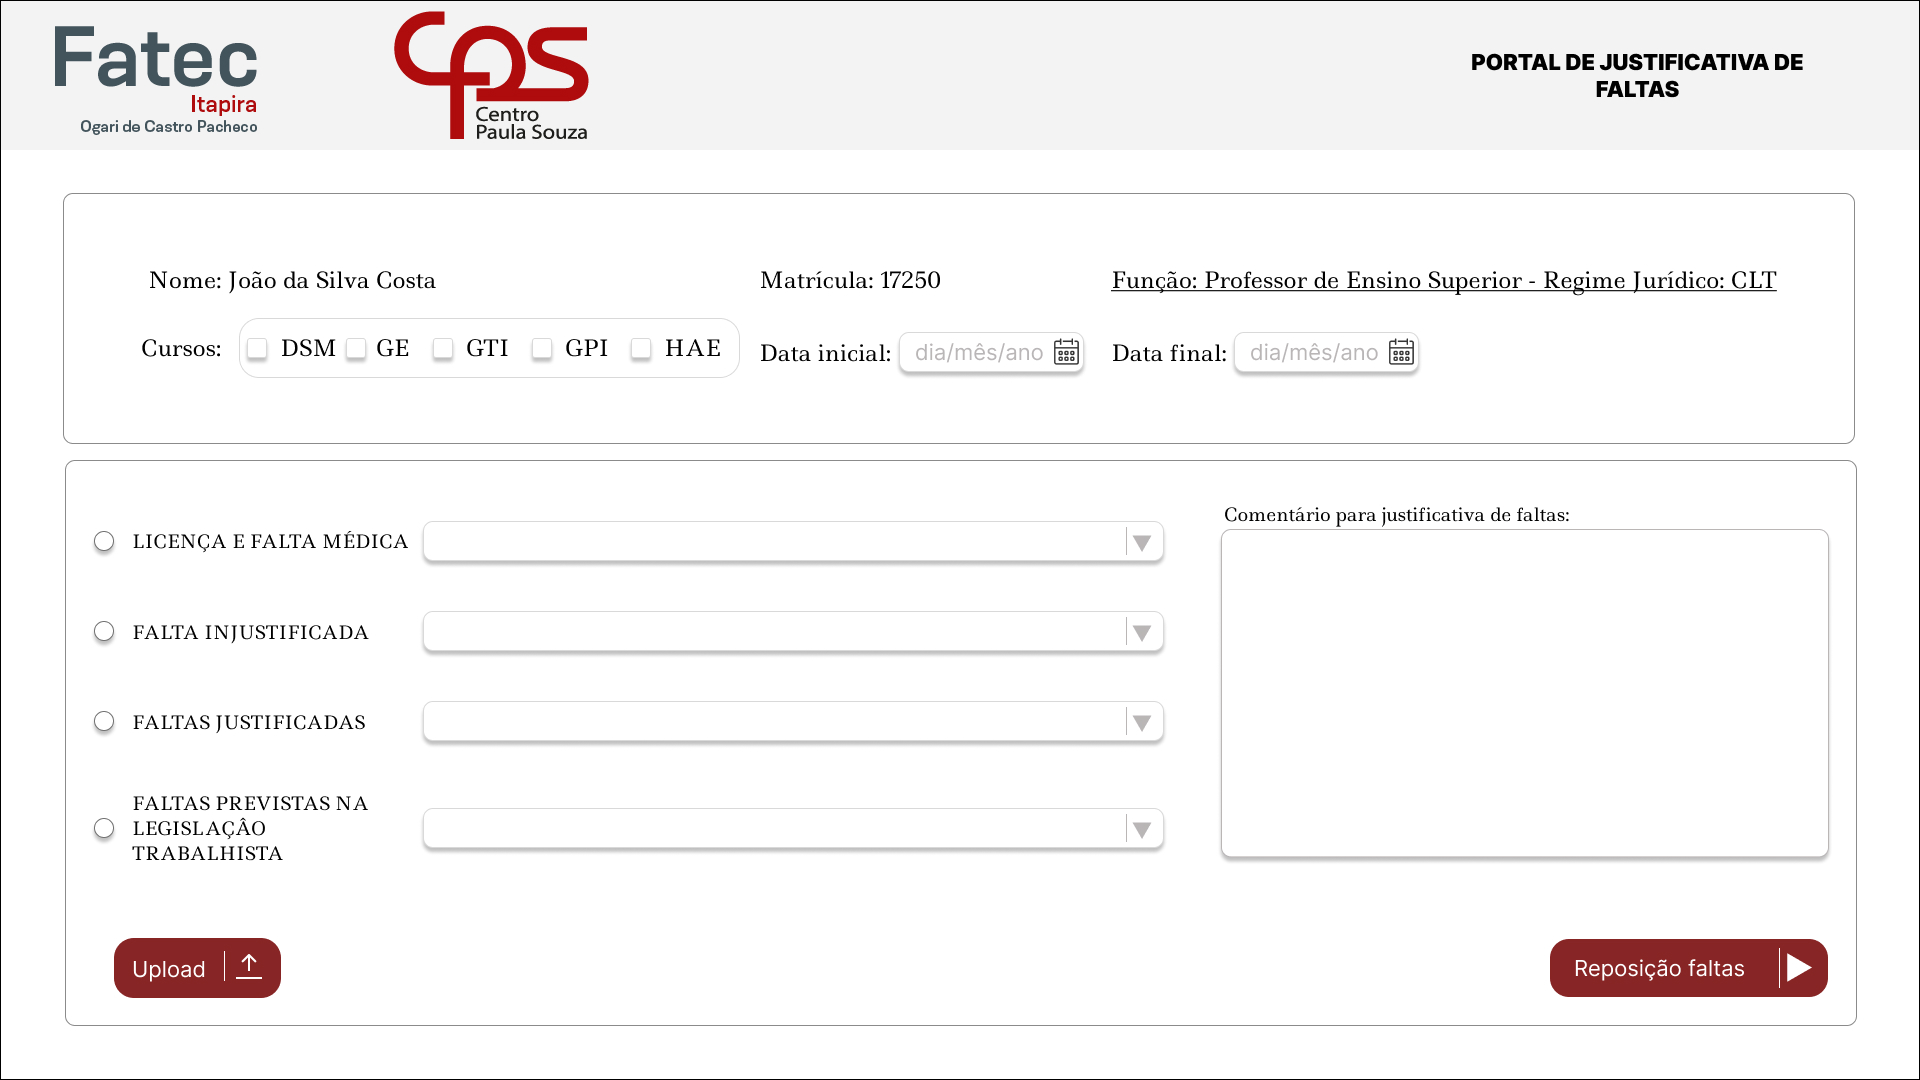 Fatec
Itapira
Ogari de Castro Pacheco
cps
Centro
Paula Souza
PORTAL DE JUSTIFICATIVA DE
FALTAS
Nome: João da Silva Costa
Matrícula: 17250
Função: Professor de Ensino Superior - Regime Jurídico: CLT
Cursos: DSM GE GTI GPI HAE
Data inicial: dia/mês/ano
Data final: dia/mês/ano
LICENÇA E FALTA MÉDICA
FALTA INJUSTIFICADA
FALTAS JUSTIFICADAS
FALTAS PREVISTAS NA
LEGISLAÇÂO
TRABALHISTA
Comentário para justificativa de faltas:
Upload
Reposição faltas